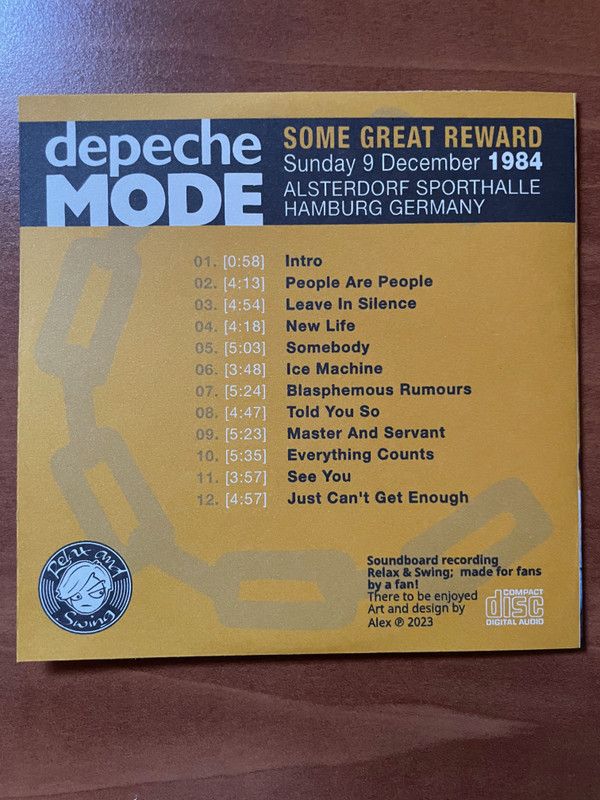 depeche
MODE
SOME GREAT REWARD
Sunday 9 December 1984
ALSTERDORF SPORTHALLE
HAMBURG GERMANY
01. [0:58] Intro
02. [4:13] People Are People
03. [4:54] Leave In Silence
04. [4:18] New Life
05. [5:03] Somebody
06. [3:48] Ice Machine
07. [5:24] Blasphemous Rumours
08. [4:47] Told You So
09. [5:23] Master And Servant
10. [5:35] Everything Counts
11. [3:57] See You
12. [4:57] Just Can't Get Enough
Relax and
Swing
Soundboard recording
Relax & Swing; made for fans
by a fan!
There to be enjoyed
Art and design by
Alex ℗ 2023
COMPACT
disc
DIGITAL AUDIO